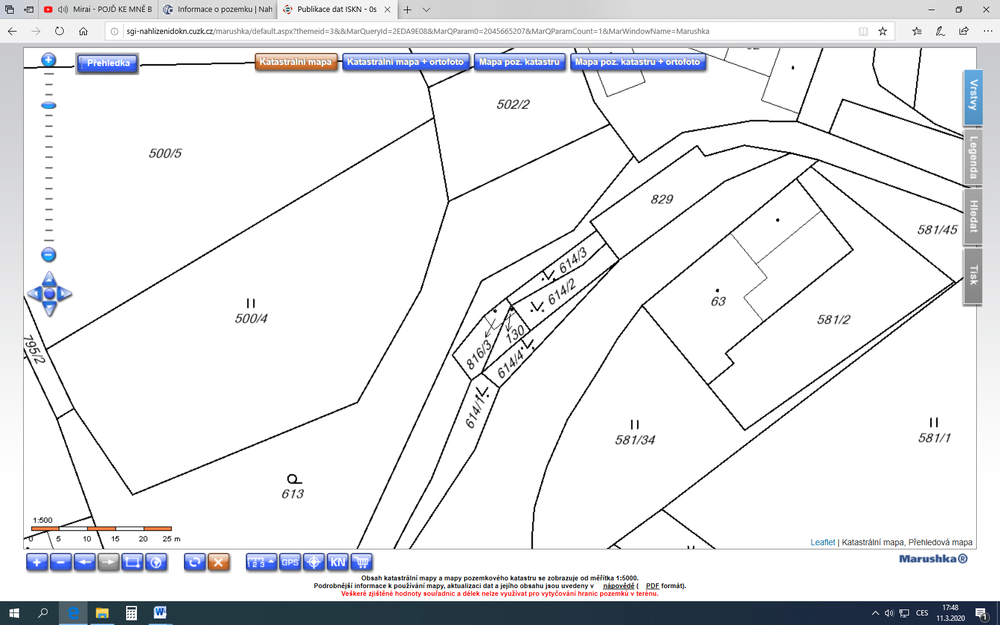 Mirai - POJĎ KE MNĚ B
Informace o pozemku | Nah
Publikace dat ISKN - 0s
sgi-nahlizenidokn.cuzk.cz/marushka/default.aspx?themeid=3&&MarQueryId=2EDA9E08&MarQParam0=2045665207&MarQParamCount=1&MarWindowName=Marushka
Přehledka
Katastrální mapa
Katastrální mapa + ortofoto
Mapa poz. katastru
Mapa poz. katastru + ortofoto
Vrstvy
Legenda
Hledat
Tisk
502/2
500/5
829
581/45
614/3
614/2
63
500/4
581/2
130
795/2
816/3
614/4
614/1
581/34
581/1
613
1:500
0 5 10 15 20 25 m
Leaflet | Katastrální mapa, Přehledová mapa
1 2 3
GPS
KN
Marushka®
Obsah katastrální mapy a mapy pozemkového katastru se zobrazuje od měřítka 1:5000.
Podrobnější informace k používání mapy, aktualizaci dat a jejího obsahu jsou uvedeny v nápovědě ( PDF formát).
Veškeré zjištěné hodnoty souřadnic a délek nelze využívat pro vytyčování hranic pozemků v terénu.
CES
17:48
11.3.2020
1